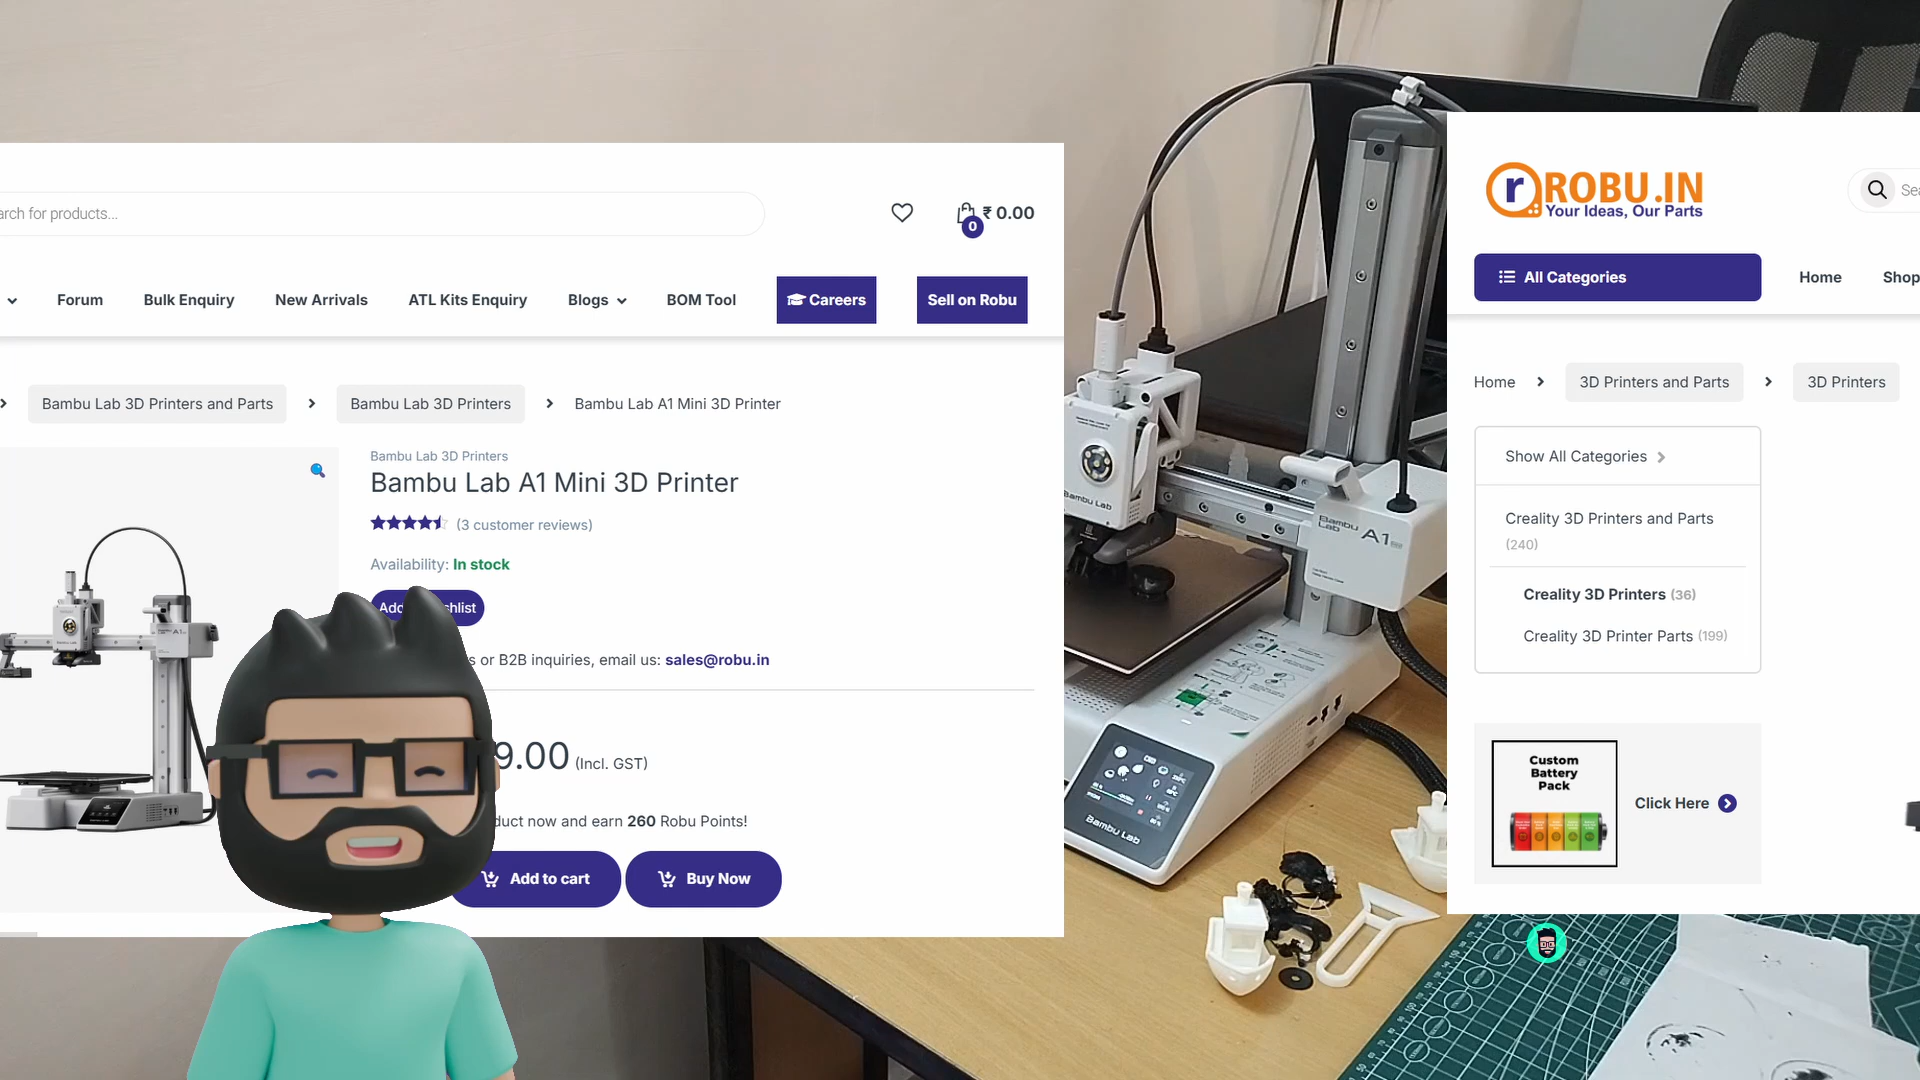 arch for products...
₹ 0.00
0
Forum
Bulk Enquiry
New Arrivals
ATL Kits Enquiry
Blogs
BOM Tool
Careers
Sell on Robu
Bambu Lab 3D Printers and Parts
Bambu Lab 3D Printers
Bambu Lab A1 Mini 3D Printer
Bambu Lab 3D Printers
Bambu Lab A1 Mini 3D Printer
(3 customer reviews)
Availability: In stock
or B2B inquiries, email us: sales@robu.in
9.00 (Incl. GST)
now and earn 260 Robu Points!
Add to cart
Buy Now
Bambu Lab
Bambu
Lab A1
Bambu Lab
r ROBU.IN
Your Ideas, Our Parts
All Categories
Home
Shop
Home
3D Printers and Parts
3D Printers
Show All Categories
Creality 3D Printers and Parts
(240)
Creality 3D Printers (36)
Creality 3D Printer Parts (199)
Custom
Battery
Pack
Click Here